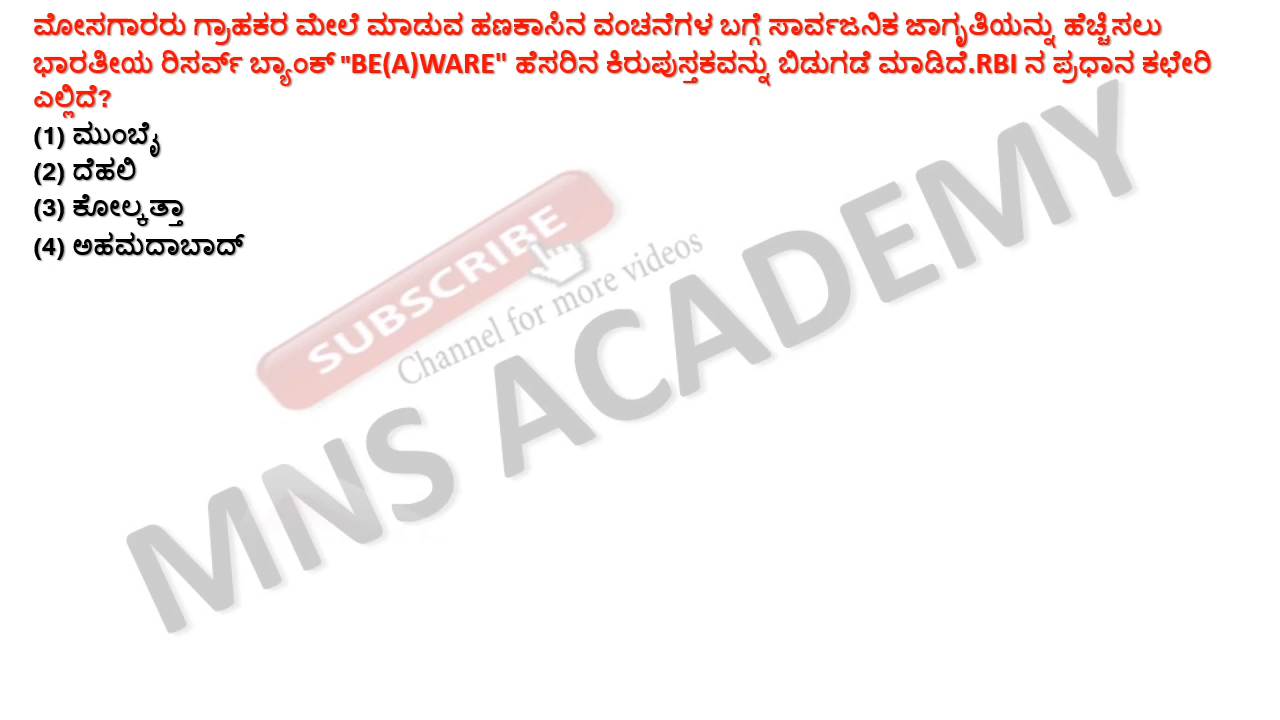 ಮೋಸಗಾರರು ಗ್ರಾಹಕರ ಮೇಲೆ ಮಾಡುವ ಹಣಕಾಸಿನ ವಂಚನೆಗಳ ಬಗ್ಗೆ ಸಾರ್ವಜನಿಕ ಜಾಗೃತಿಯನ್ನು ಹೆಚ್ಚಿಸಲು
ಭಾರತೀಯ ರಿಸರ್ವ್ ಬ್ಯಾಂಕ್ "BE(A)WARE" ಹೆಸರಿನ ಕಿರುಪುಸ್ತಕವನ್ನು ಬಿಡುಗಡೆ ಮಾಡಿದೆ.RBI ನ ಪ್ರಧಾನ ಕಛೇರಿ
ಎಲ್ಲಿದೆ?
(1) ಮುಂಬೈ
(2) ದೆಹಲಿ
(3) ಕೋಲ್ಕತ್ತಾ
(4) ಅಹಮದಾಬಾದ್
SUBSCRIBE
Channel for more videos
MNS ACADEMY